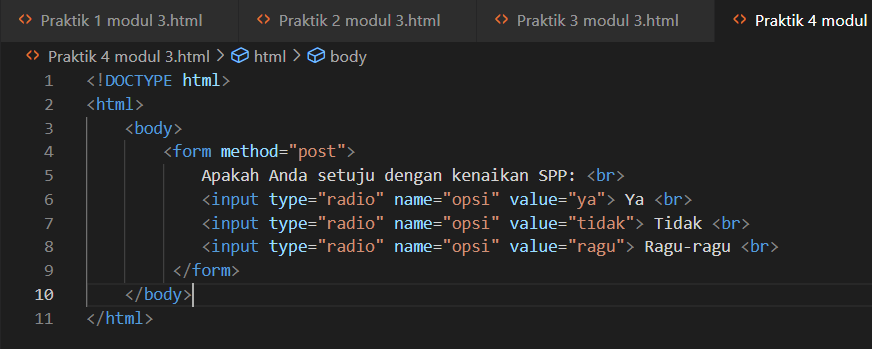 Praktik 1 modul 3.html Praktik 2 modul 3.html Praktik 3 modul 3.html Praktik 4 modul
Praktik 4 modul 3.html > html > body
1 <!DOCTYPE html>
2 <html>
3 <body>
4 <form method="post">
5 Apakah Anda setuju dengan kenaikan SPP: <br>
6 <input type="radio" name="opsi" value="ya"> Ya <br>
7 <input type="radio" name="opsi" value="tidak"> Tidak <br>
8 <input type="radio" name="opsi" value="ragu"> Ragu-ragu <br>
9 </form>
10 </body>
11 </html>